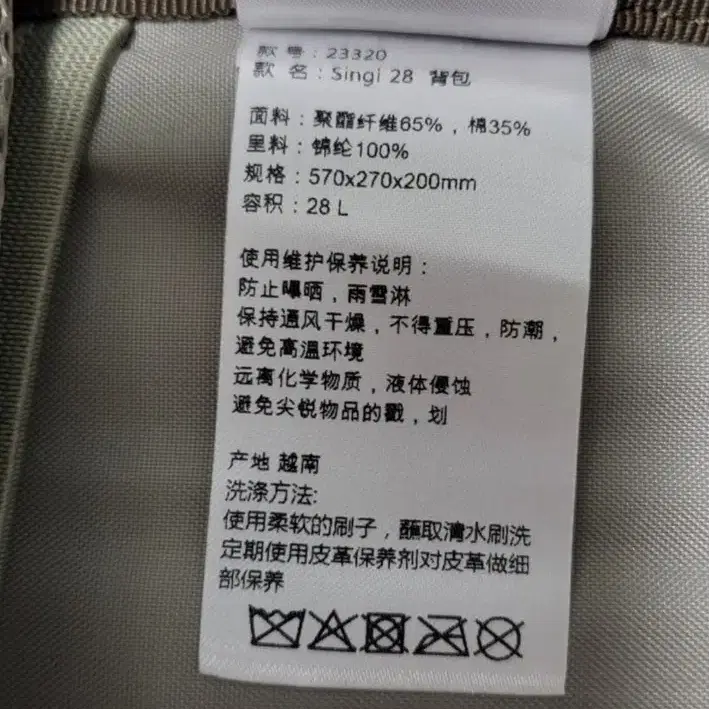 款 号：23320
款 名：Singi 28 背包
面料：聚酯纤维65%，棉35%
里料：锦纶100%
规格：570x270x200mm
容积：28 L
使用维护保养说明：
防止曝晒，雨雪淋
保持通风干燥，不得重压，防潮，
避免高温环境
远离化学物质，液体侵蚀
避免尖锐物品的戳，划
产地 越南
洗涤方法:
使用柔软的刷子，蘸取清水刷洗
定期使用皮革保养剂对皮革做细
部保养